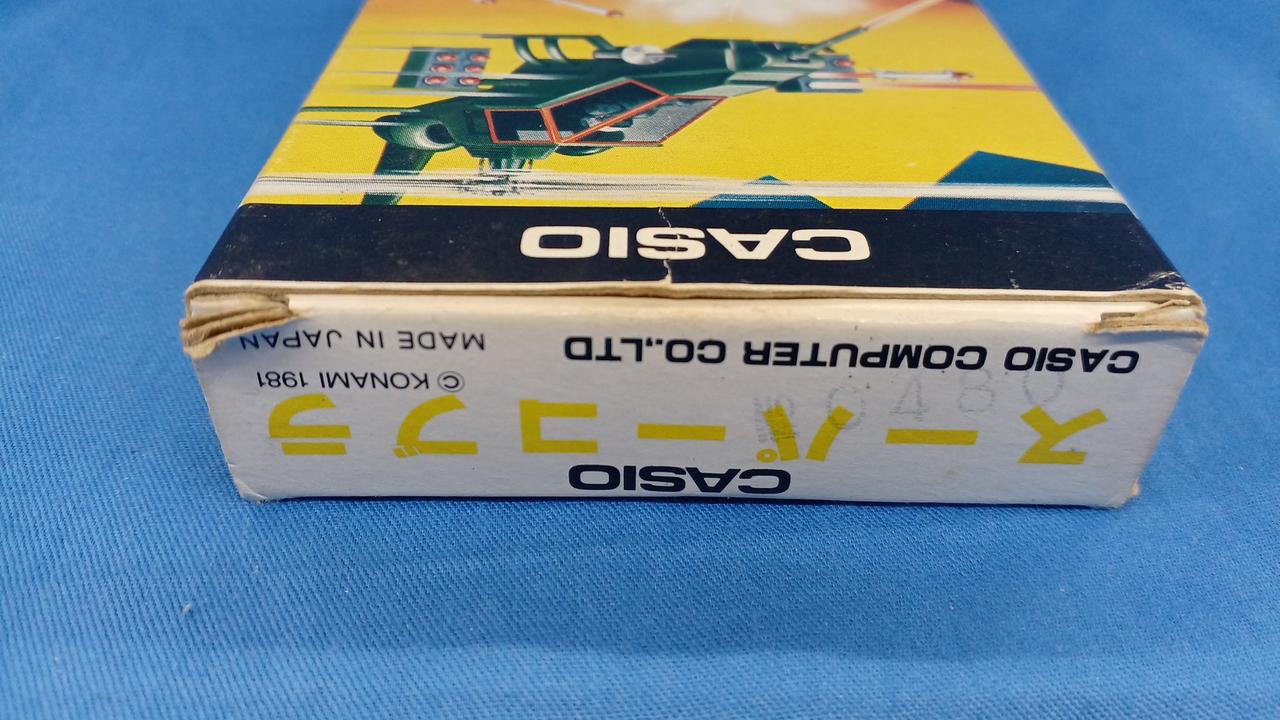 CASIO
スーパーコブラ
© KONAMI 1981
CASIO COMPUTER CO.,LTD
MADE IN JAPAN
CASIO